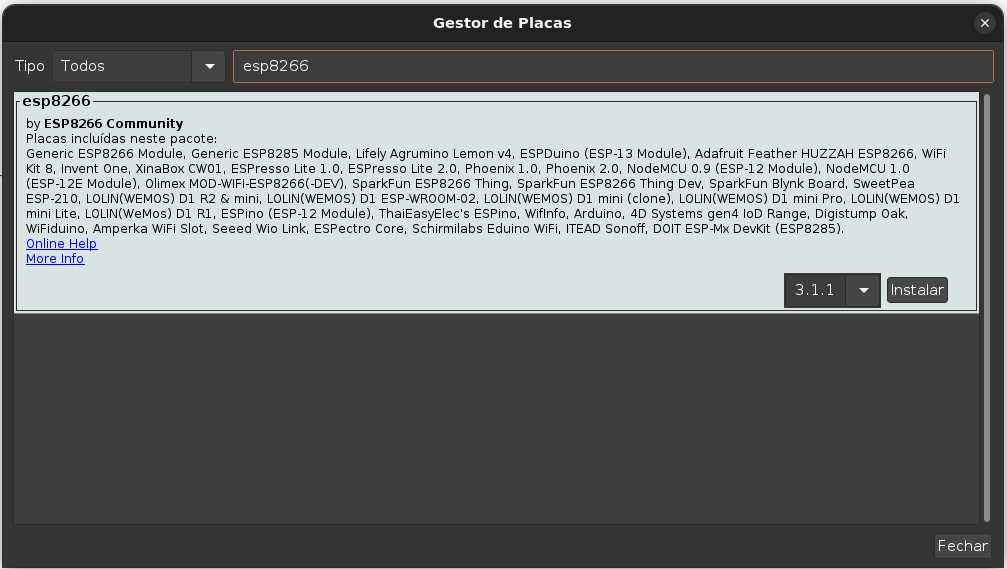 Gestor de Placas
Tipo Todos esp8266
esp8266
by ESP8266 Community
Placas incluídas neste pacote:
Generic ESP8266 Module, Generic ESP8285 Module, Lifely Agrumino Lemon v4, ESPDuino (ESP-13 Module), Adafruit Feather HUZZAH ESP8266, WiFi
Kit 8, Invent One, XinaBox CW01, ESPresso Lite 1.0, ESPresso Lite 2.0, Phoenix 1.0, Phoenix 2.0, NodeMCU 0.9 (ESP-12 Module), NodeMCU 1.0
(ESP-12E Module), Olimex MOD-WIFI-ESP8266(-DEV), SparkFun ESP8266 Thing, SparkFun ESP8266 Thing Dev, SparkFun Blynk Board, SweetPea
ESP-210, LOLIN(WEMOS) D1 R2 & mini, LOLIN(WEMOS) D1 ESP-WROOM-02, LOLIN(WEMOS) D1 mini (clone), LOLIN(WEMOS) D1 mini Pro, LOLIN(WEMOS) D1
mini Lite, LOLIN(WeMos) D1 R1, ESPino (ESP-12 Module), ThaiEasyElec's ESPino, WifInfo, Arduino, 4D Systems gen4 IoD Range, Digistump Oak,
WiFiduino, Amperka WiFi Slot, Seeed Wio Link, ESPectro Core, Schirmilabs Eduino WiFi, ITEAD Sonoff, DOIT ESP-Mx DevKit (ESP8285).
Online Help
More Info
3.1.1 Instalar
Fechar